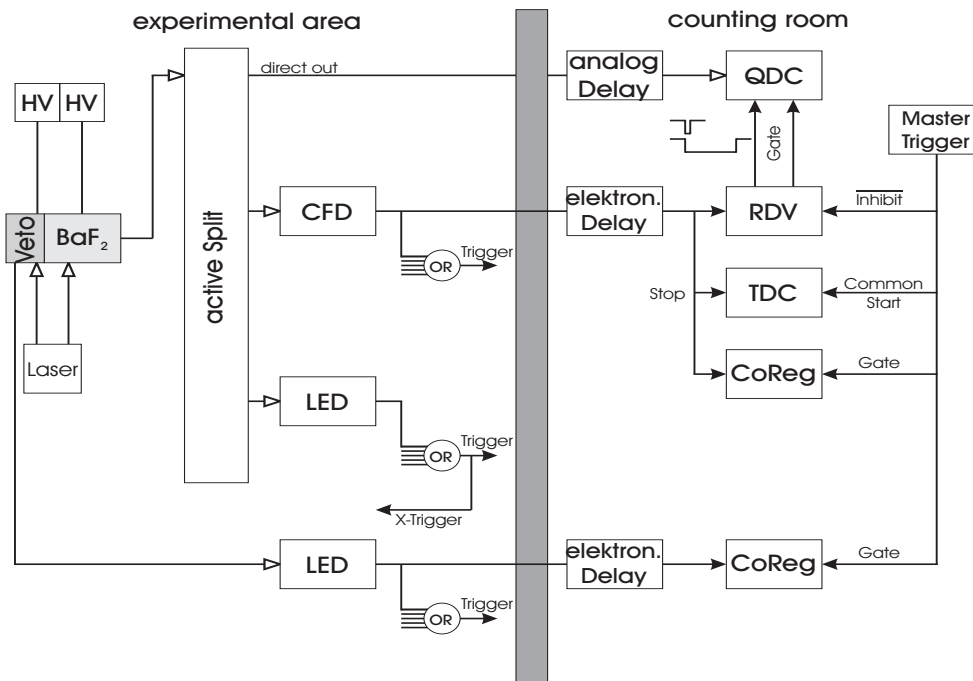 experimental area
counting room
direct out
analog
Delay
QDC
HV
HV
Master
Trigger
Gate
Veto
BaF2
active Split
CFD
elektron.
Delay
RDV
Inhibit
OR
Trigger
Stop
TDC
Common
Start
Laser
LED
CoReg
Gate
OR
Trigger
X-Trigger
LED
elektron.
Delay
CoReg
Gate
OR
Trigger